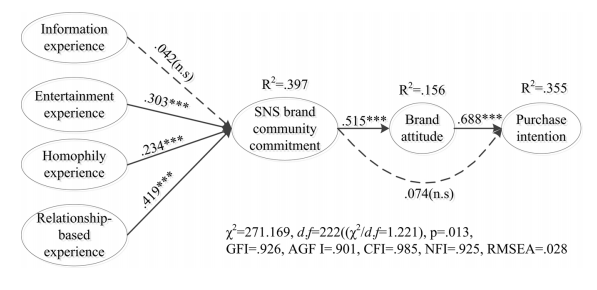 Information
experience
.042(n.s)
Entertainment
experience
.303***
Homophily
experience
.234***
Relationship-
based
experience
.419***
R²=.397
SNS brand
community
commitment
.515***
R²=.156
Brand
attitude
.688***
R²=.355
Purchase
intention
.074(n.s)
χ²=271.169, d.f=222((χ²/d.f=1.221), p=.013,
GFI=.926, AGF I=.901, CFI=.985, NFI=.925, RMSEA=.028